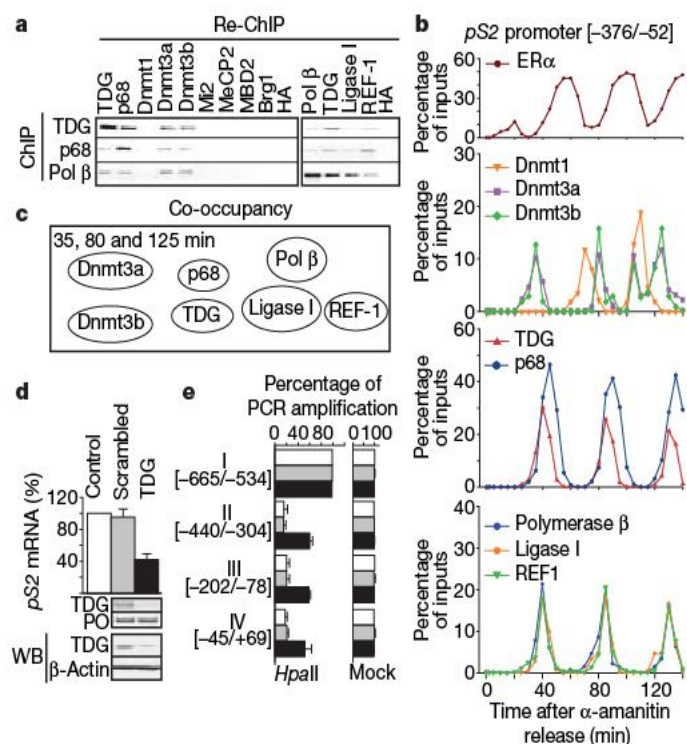 a
Re-ChIP
TDG
p68
Dnmt1
Dnmt3a
Dnmt3b
Mi2
MeCP2
MBD2
Brg1
HA
Pol β
TDG
Ligase I
REF-1
HA
ChIP
TDG
p68
Pol β
c
Co-occupancy
35, 80 and 125 min
Dnmt3a
p68
Pol β
Dnmt3b
TDG
Ligase I
REF-1
d
pS2 mRNA (%)
Control
Scrambled
TDG
120
80
40
TDG
PO
WB
TDG
β-Actin
e
Percentage of
PCR amplification
0 40 80
0 100
I
[−665/−534]
II
[−440/−304]
III
[−202/−78]
IV
[−45/+69]
HpaII
Mock
b
pS2 promoter [−376/−52]
Percentage
of inputs
60
30
0
ERα
Percentage
of inputs
30
20
10
0
Dnmt1
Dnmt3a
Dnmt3b
Percentage
of inputs
60
40
20
0
TDG
p68
Percentage
of inputs
40
30
20
10
0
Polymerase β
Ligase I
REF1
0 40 80 120
Time after α-amanitin
release (min)